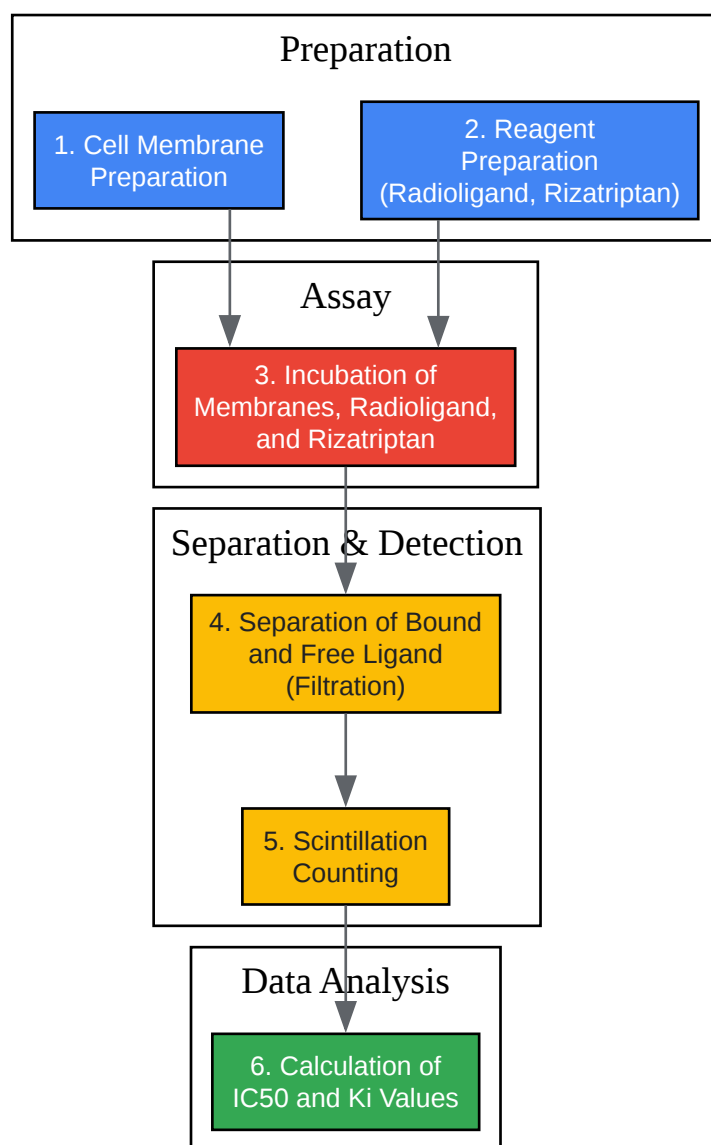 Preparation
1. Cell Membrane
Preparation
2. Reagent
Preparation
(Radioligand, Rizatriptan)
Assay
3. Incubation of
Membranes, Radioligand,
and Rizatriptan
Separation & Detection
4. Separation of Bound
and Free Ligand
(Filtration)
5. Scintillation
Counting
Data Analysis
6. Calculation of
IC50 and Ki Values